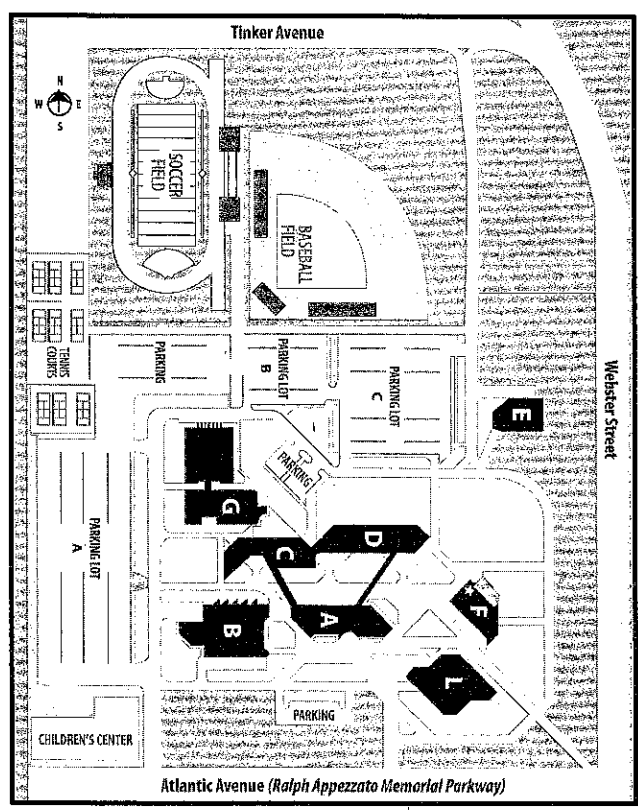 Tinker Avenue
N
W E
S
SOCCER
FIELD
BASEBALL
FIELD
TENNIS
COURTS
PARKING
PARKING LOT
B
PARKING LOT
C
Webster Street
E
PARKING
G
D
C
PARKING LOT
A
F
A
B
L
PARKING
CHILDREN'S CENTER
Atlantic Avenue (Ralph Appezzato Memorial Parkway)